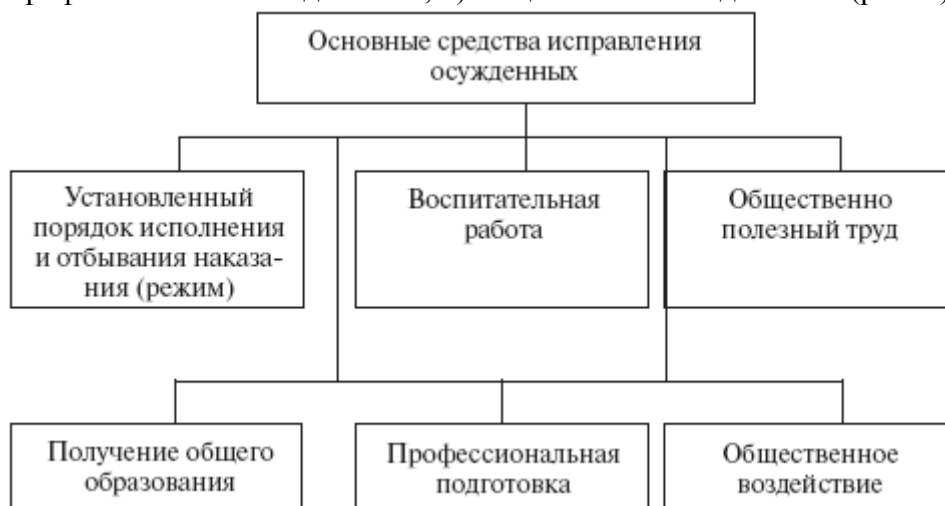 Основные средства исправления
осужденных
Установленный
порядок исполнения
и отбывания наказа-
ния (режим)
Воспитательная
работа
Общественно
полезный труд
Получение общего
образования
Профессиональная
подготовка
Общественное
воздействие